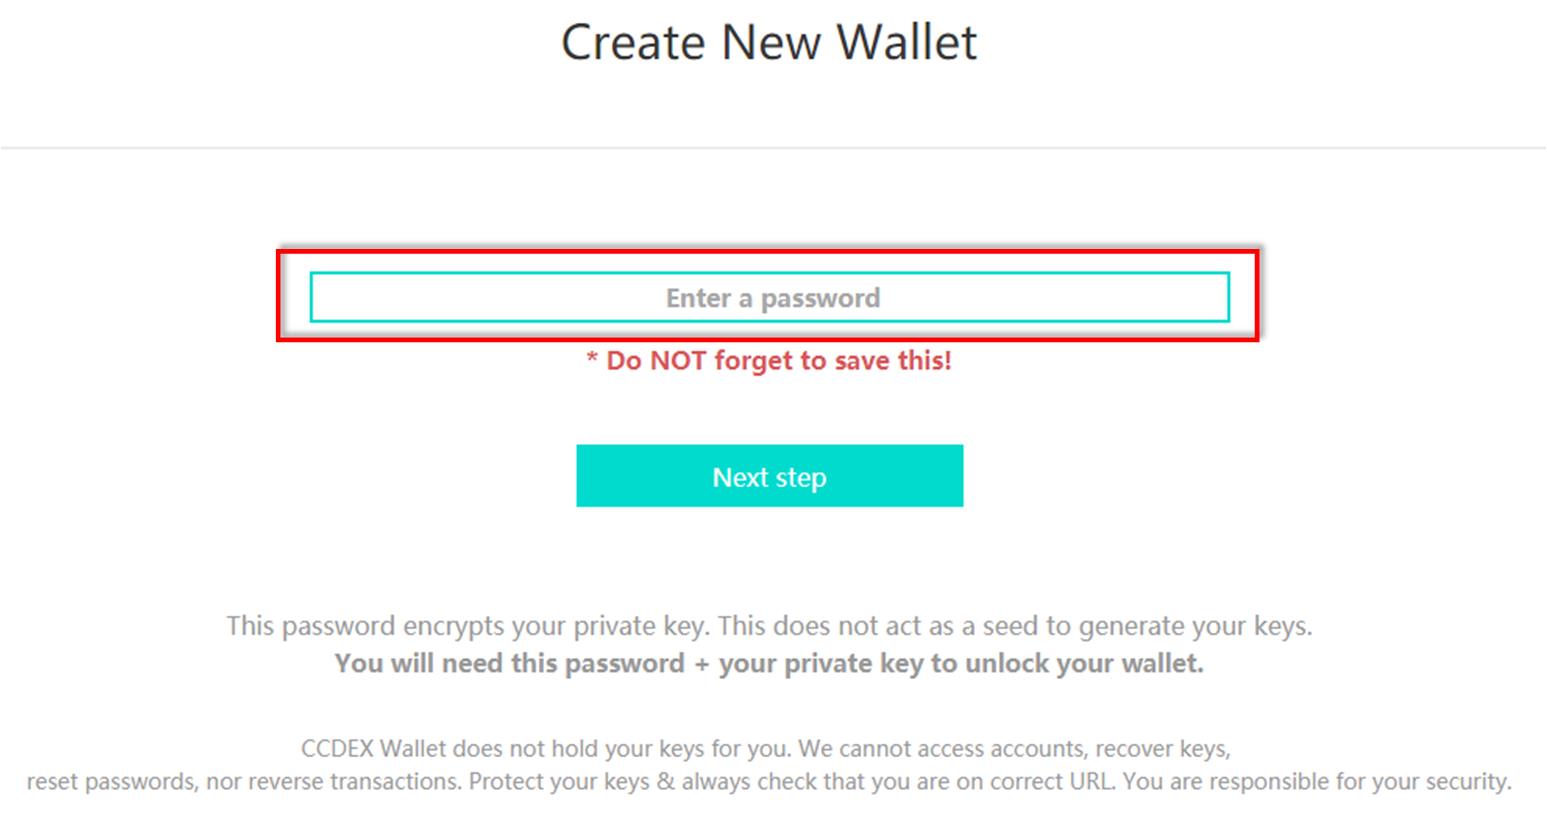 Create New Wallet
Enter a password
* Do NOT forget to save this!
Next step
This password encrypts your private key. This does not act as a seed to generate your keys.
You will need this password + your private key to unlock your wallet.
CCDEX Wallet does not hold your keys for you. We cannot access accounts, recover keys,
reset passwords, nor reverse transactions. Protect your keys & always check that you are on correct URL. You are responsible for your security.